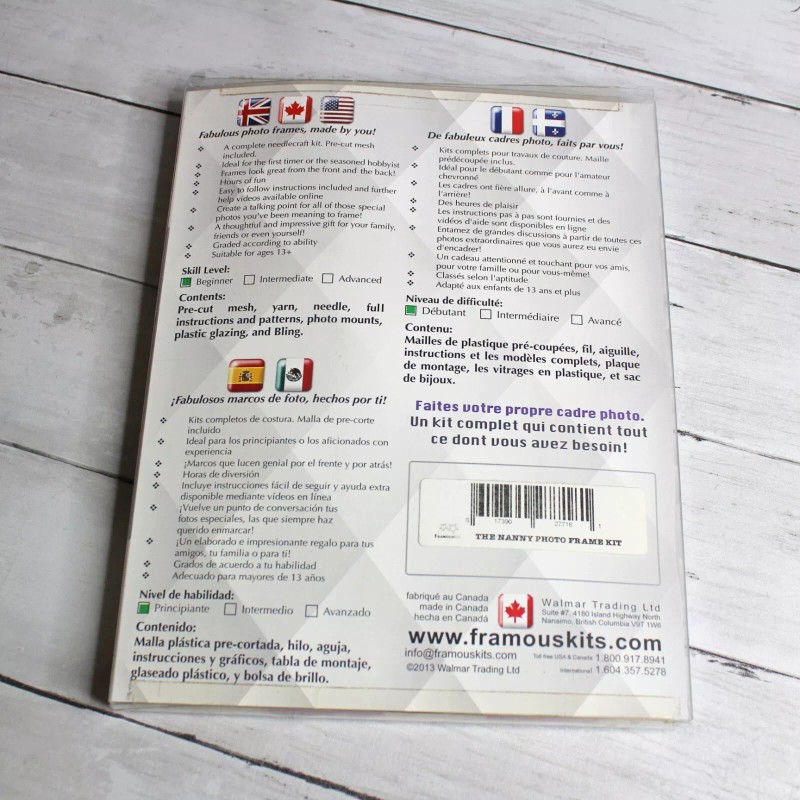 Fabulous photo frames, made by you!
A complete needlecraft kit. Pre-cut mesh
included.
Ideal for the first timer or the seasoned hobbyist
Frames look great from the front and the back!
Hours of fun
Easy to follow instructions included and further
help videos available online
Create a talking point for all of those special
photos you've been meaning to frame!
A thoughtful and impressive gift for your family,
friends or even yourself!
Graded according to ability
Suitable for ages 13+
Skill Level:
Beginner Intermediate Advanced
Contents:
Pre-cut mesh, yarn, needle, full
instructions and patterns, photo mounts,
plastic glazing, and Bling.
¡Fabulosos marcos de foto, hechos por ti!
Kits completos de costura. Malla de pre-corte
incluido
Ideal para los principiantes o los aficionados con
experiencia
¡Marcos que lucen genial por el frente y por atrás!
Horas de diversión
Incluye instrucciones fácil de seguir y ayuda extra
disponible mediante vídeos en línea
¡Vuelve un punto de conversación tus
fotos especiales, las que siempre haz
querido enmarcar!
¡Un elaborado e impresionante regalo para tus
amigos, tu familia o para ti!
Grados de acuerdo a tu habilidad
Adecuado para mayores de 13 años
Nivel de habilidad:
Principiante Intermedio Avanzado
Contenido:
Malla plástica pre-cortada, hilo, aguja,
instrucciones y gráficos, tabla de montaje,
glaseado plástico, y bolsa de brillo.
De fabuleux cadres photo, faits par vous!
Kits complets pour travaux de couture. Maille
prédécoupée inclus.
Idéal pour le débutant comme pour l'amateur
chevronné
Les cadres ont fière allure, à l'avant comme à
l'arrière!
Des heures de plaisir
Les instructions pas à pas sont fournies et des
vidéos d'aide sont disponibles en ligne
Entamez de grandes discussions à partir de toutes ces
photos extraordinaires que vous aurez eu envie
d'encadrer!
Un cadeau attentionné et touchant pour vos amis,
pour votre famille ou pour vous-même!
Classés selon l'aptitude
Adapté aux enfants de 13 ans et plus
Niveau de difficulté:
Débutant Intermédiaire Avancé
Contenu:
Mailles de plastique pré-coupées, fil, aiguille,
instructions et les modèles complets, plaque
de montage, les vitrages en plastique, et sac
de bijoux.
Faites votre propre cadre photo.
Un kit complet qui contient tout
ce dont vous avez besoin!
THE NANNY PHOTO FRAME KIT
fabriqué au Canada
made in Canada
hecho en Canada
Walmar Trading Ltd
Suite #7, 4180 Island Highway North
Nanaimo, British Columbia V9T 1W6
www.framouskits.com
info@framouskits.com Toll free USA & Canada 1.800.917.8941
©2013 Walmar Trading Ltd International 1.604.357.5278